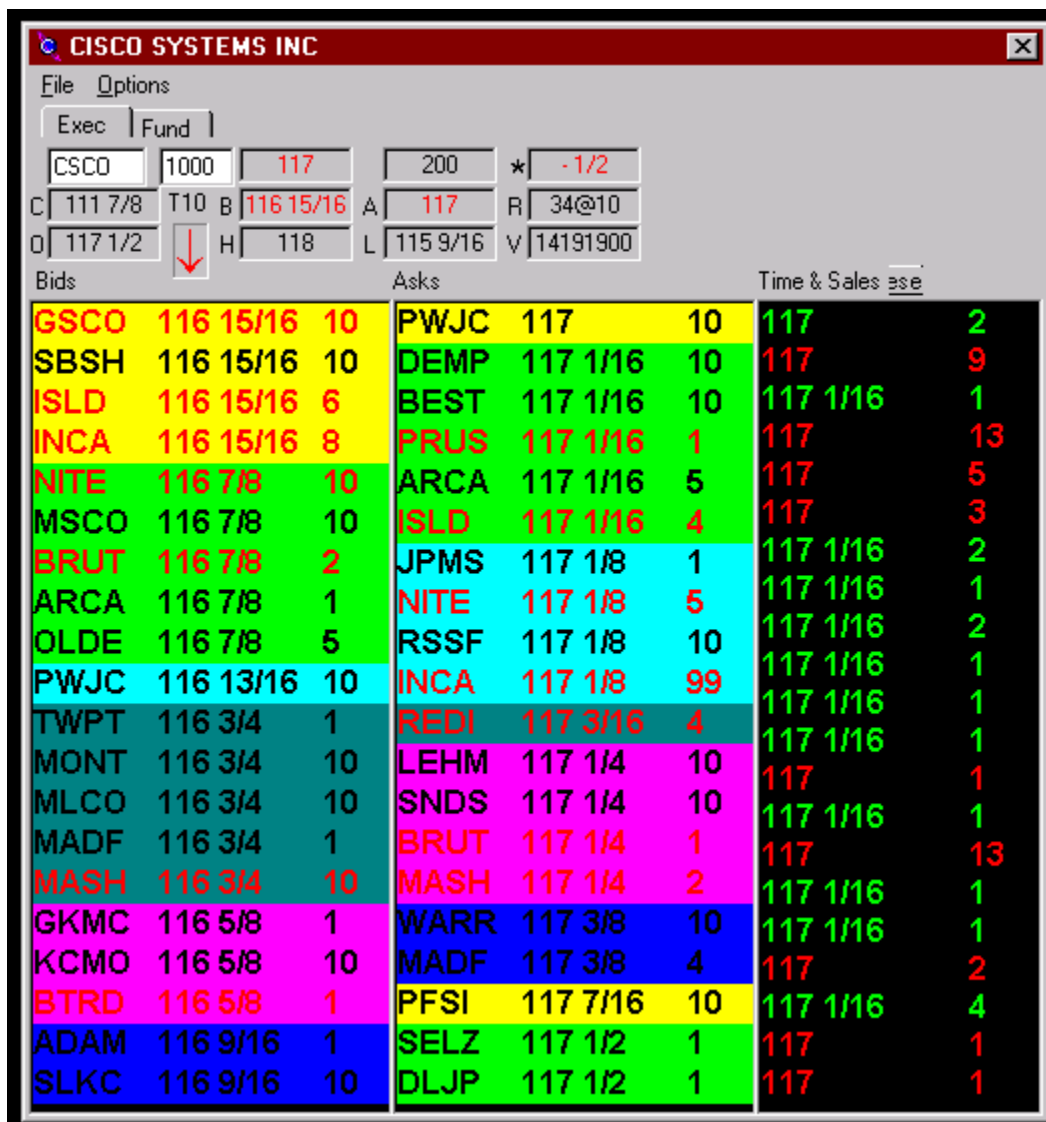 CISCO SYSTEMS INC
File Options
Exec Fund
CSCO 1000 117 200 * - 1/2
C 111 7/8 T10 B 116 15/16 A 117 R 34@10
O 117 1/2 H 118 L 115 9/16 V 14191900
Bids Asks Time & Sales ese
GSCO 116 15/16 10 PWJC 117 10 117 2
SBSH 116 15/16 10 DEMP 117 1/16 10 117 9
ISLD 116 15/16 6 BEST 117 1/16 10 117 1/16 1
INCA 116 15/16 8 PRUS 117 1/16 1 117 13
NITE 116 7/8 10 ARCA 117 1/16 5 117 5
MSCO 116 7/8 10 ISLD 117 1/16 4 117 3
BRUT 116 7/8 2 JPMS 117 1/8 1 117 1/16 2
ARCA 116 7/8 1 NITE 117 1/8 5 117 1/16 1
OLDE 116 7/8 5 RSSF 117 1/8 10 117 1/16 2
PWJC 116 13/16 10 INCA 117 1/8 99 117 1/16 1
TWPT 116 3/4 1 REDI 117 3/16 4 117 1/16 1
MONT 116 3/4 10 LEHM 117 1/4 10 117 1/16 1
MLCO 116 3/4 10 SNDS 117 1/4 10 117 1
MADF 116 3/4 1 BRUT 117 1/4 1 117 1/16 1
MASH 116 3/4 10 MASH 117 1/4 2 117 13
GKMC 116 5/8 1 WARR 117 3/8 10 117 1/16 1
KCMO 116 5/8 10 MADF 117 3/8 4 117 1/16 1
BTRD 116 5/8 1 PFSI 117 7/16 10 117 2
ADAM 116 9/16 1 SELZ 117 1/2 1 117 1/16 4
SLKC 116 9/16 10 DLJP 117 1/2 1 117 1
117 1